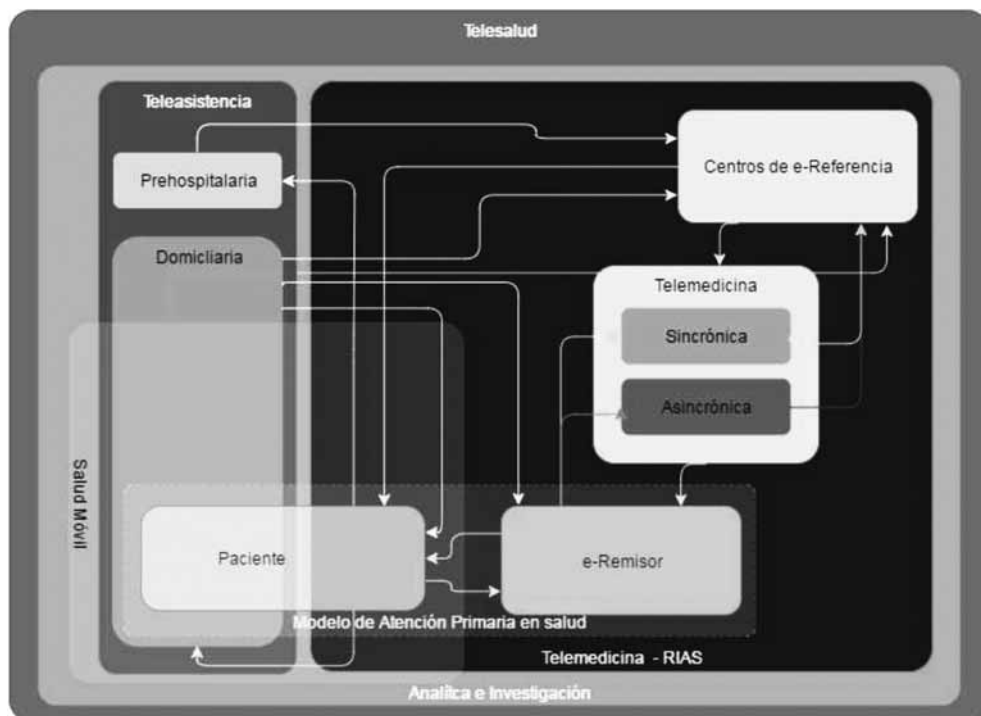 Telesalud
Teleasistencia
Prehospitalaria
Centros de e-Referencia
Domicliaria
Telemedicina
Sincrónica
Asincrónica
Salud Móvil
Paciente
e-Remisor
Modelo de Atención Primaria en salud
Telemedicina - RIAS
Analítca e Investigación